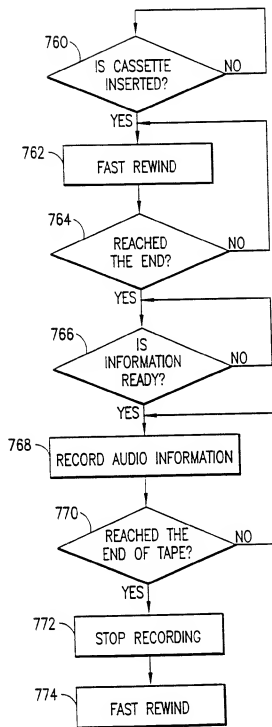 760
IS CASSETTE
INSERTED?
NO
YES
762
FAST REWIND
764
REACHED
THE END?
NO
YES
766
IS
INFORMATION
READY?
NO
YES
768
RECORD AUDIO INFORMATION
770
REACHED THE
END OF TAPE?
NO
YES
772
STOP RECORDING
774
FAST REWIND